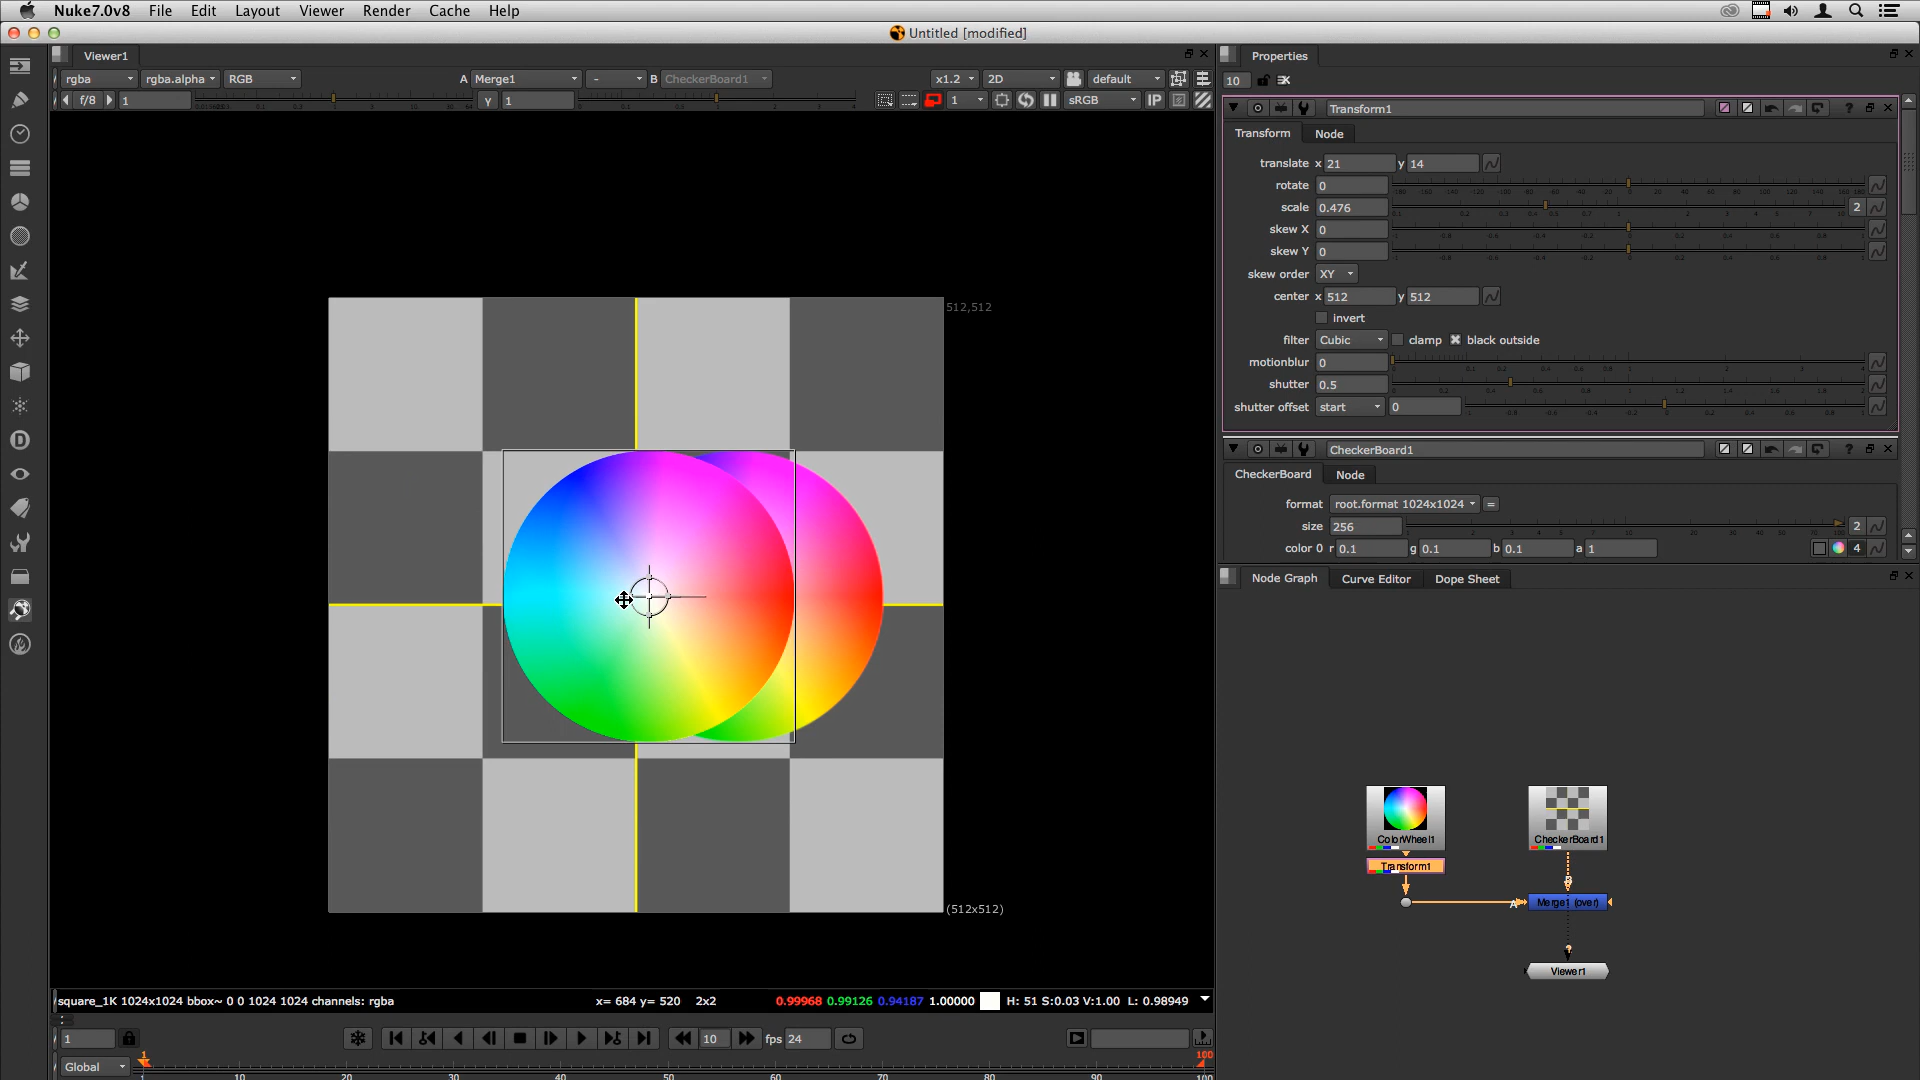 Nuke7.0v8 File Edit Layout Viewer Render Cache Help
Untitled [modified]
Viewer1
rgba rgba.alpha RGB A Merge1 - B CheckerBoard1 x1.2 2D default
f/8 1 Y 1 1 sRGB IP
512,512
(512x512)
square_1K 1024x1024 bbox~ 0 0 1024 1024 channels: rgba x= 684 y= 520 2x2 0.99968 0.99126 0.94187 1.00000 H: 51 S:0.03 V:1.00 L: 0.98949
1 10 fps 24
Global 1 100
1 10 20 30 40 50 60 70 80 90 100
Properties
10
Transform1
Transform Node
translate x 21 y 14
rotate 0
scale 0.476 2
skew X 0
skew Y 0
skew order XY
center x 512 y 512
invert
filter Cubic clamp black outside
motionblur 0
shutter 0.5
shutter offset start 0
CheckerBoard1
CheckerBoard Node
format root.format 1024x1024 =
size 256 2
color 0 r 0.1 g 0.1 b 0.1 a 1 4
Node Graph Curve Editor Dope Sheet
ColorWheel1 CheckerBoard1
Transform1
A Merge1 (over)
Viewer1